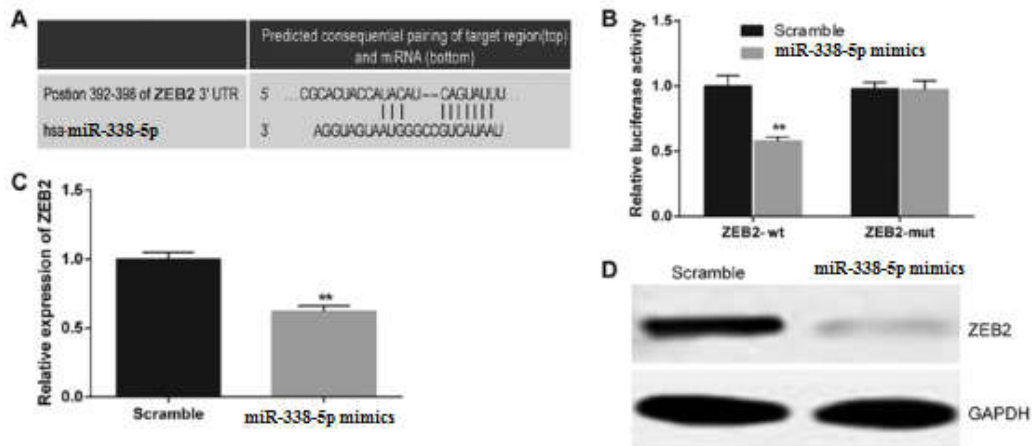 A
Predicted consequential pairing of target region(top)
and miRNA (bottom)
Postion 392-398 of ZEB2 3' UTR 5' ...CGCACUACCAUACAU--CAGUAUUU...
hsa-miR-338-5p 3' AGGUAGUAAUGGGCCGUCAUAAU
B
Relative luciferase activity
1.5
1.0
0.5
0.0
Scramble
miR-338-5p mimics
**
ZEB2-wt
ZEB2-mut
C
Relative expression of ZEB2
1.5
1.0
0.5
0.0
**
Scramble
miR-338-5p mimics
D
Scramble
miR-338-5p mimics
ZEB2
GAPDH